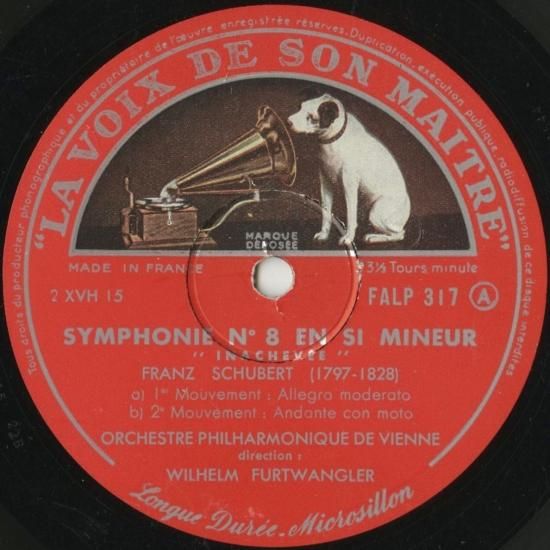 Tous droits du producteur phonographique et du propriétaire de l'œuvre enregistrée réservés. Duplication, exécution publique, radiodiffusion de ce disque interdites
"LA VOIX DE SON MAITRE"
MARQUE
DÉPOSÉE
MADE IN FRANCE
33⅓ Tours minute
2 XVH 15
FALP 317 A
SYMPHONIE N° 8 EN SI MINEUR
" INACHEVÉE "
FRANZ SCHUBERT (1797-1828)
a) 1er Mouvement : Allegro moderato
b) 2e Mouvement : Andante con moto
ORCHESTRE PHILHARMONIQUE DE VIENNE
direction :
WILHELM FURTWANGLER
Longue Durée-Microsillon